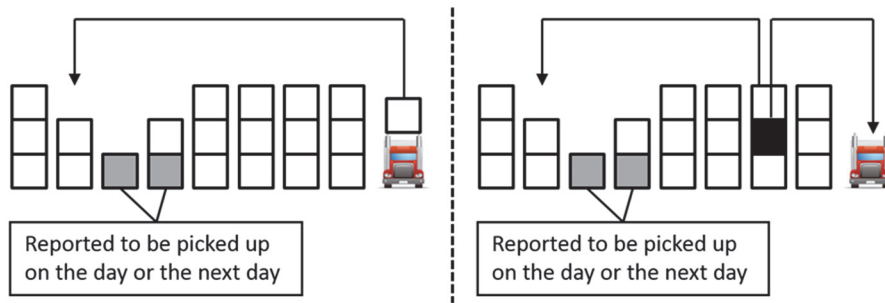 Reported to be picked up
on the day or the next day
Reported to be picked up
on the day or the next day